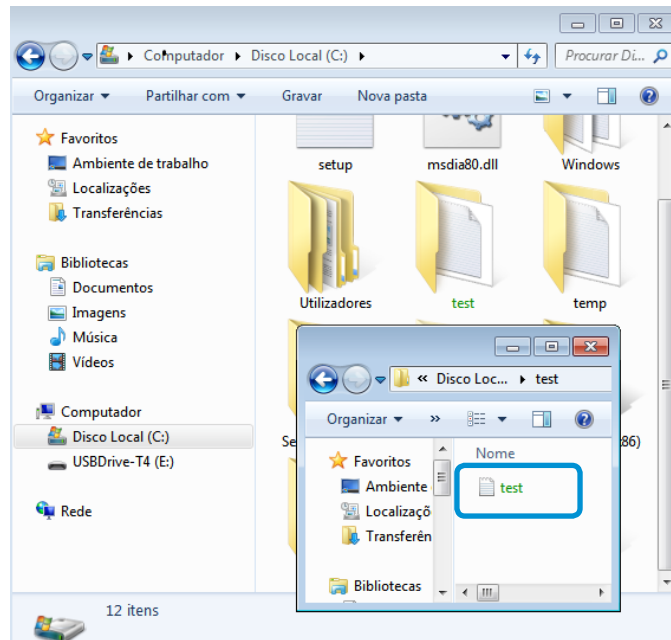 Computador Disco Local (C:) Procurar Di...
Organizar Partilhar com Gravar Nova pasta
Favoritos
Ambiente de trabalho
Localizações
Transferências
Bibliotecas
Documentos
Imagens
Música
Vídeos
Computador
Disco Local (C:)
USBDrive-T4 (E:)
Rede
setup msdia80.dll Windows
Utilizadores test temp
Se
86)
« Disco Loc... test
Organizar »
Favoritos
Ambiente
Localizaçõ
Transferên
Bibliotecas
Nome
test
12 itens